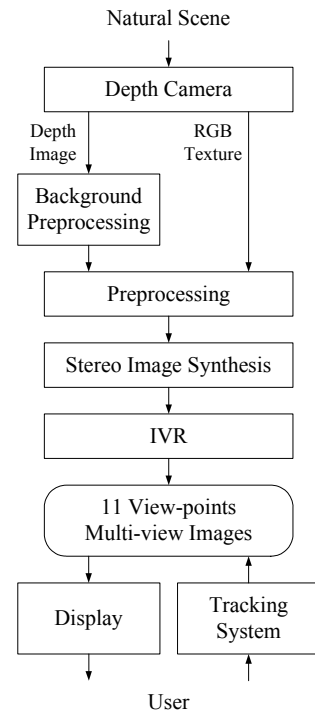 Natural Scene
Depth Camera
Depth
Image
RGB
Texture
Background
Preprocessing
Preprocessing
Stereo Image Synthesis
IVR
11 View-points
Multi-view Images
Display
Tracking
System
User